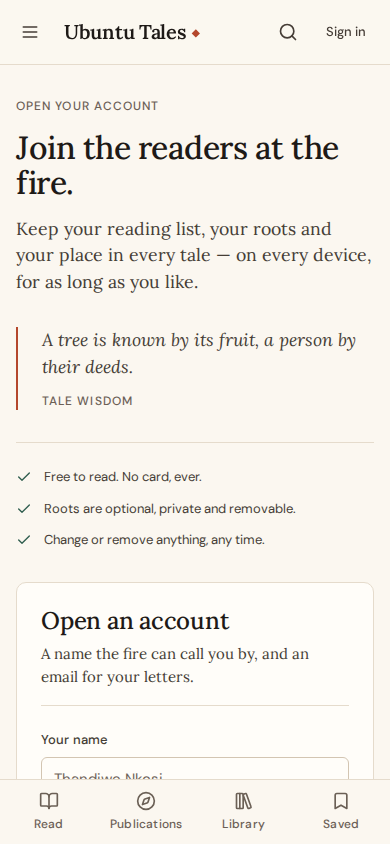 Ubuntu Tales
Sign in
OPEN YOUR ACCOUNT
Join the readers at the
fire.
Keep your reading list, your roots and
your place in every tale — on every device,
for as long as you like.
A tree is known by its fruit, a person by
their deeds.
TALE WISDOM
Free to read. No card, ever.
Roots are optional, private and removable.
Change or remove anything, any time.
Open an account
A name the fire can call you by, and an
email for your letters.
Your name
Thandiwe Nkosi
Read
Publications
Library
Saved